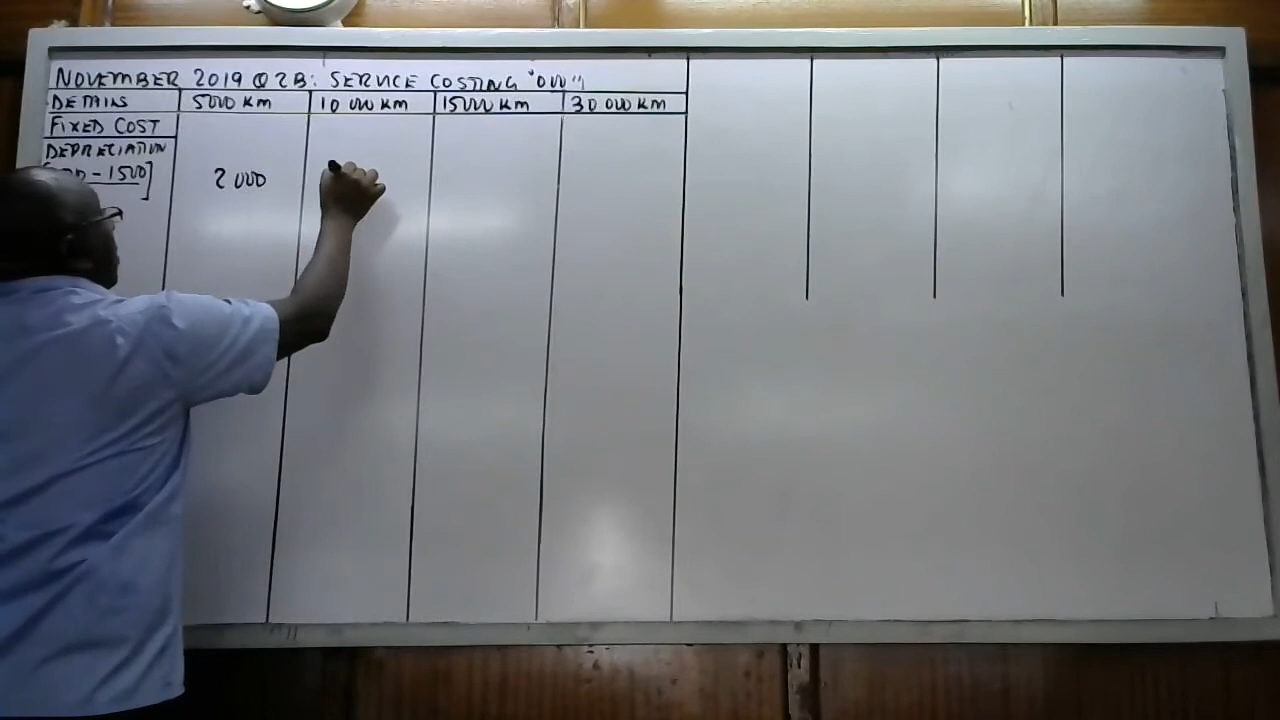 NOVEMBER 2019 Q2B: SERVICE COSTING "000"
DETAILS 5000 KM 10 000 KM 15000 KM 30 000 KM
FIXED COST
DEPRECIATION
- 1500] 2 000